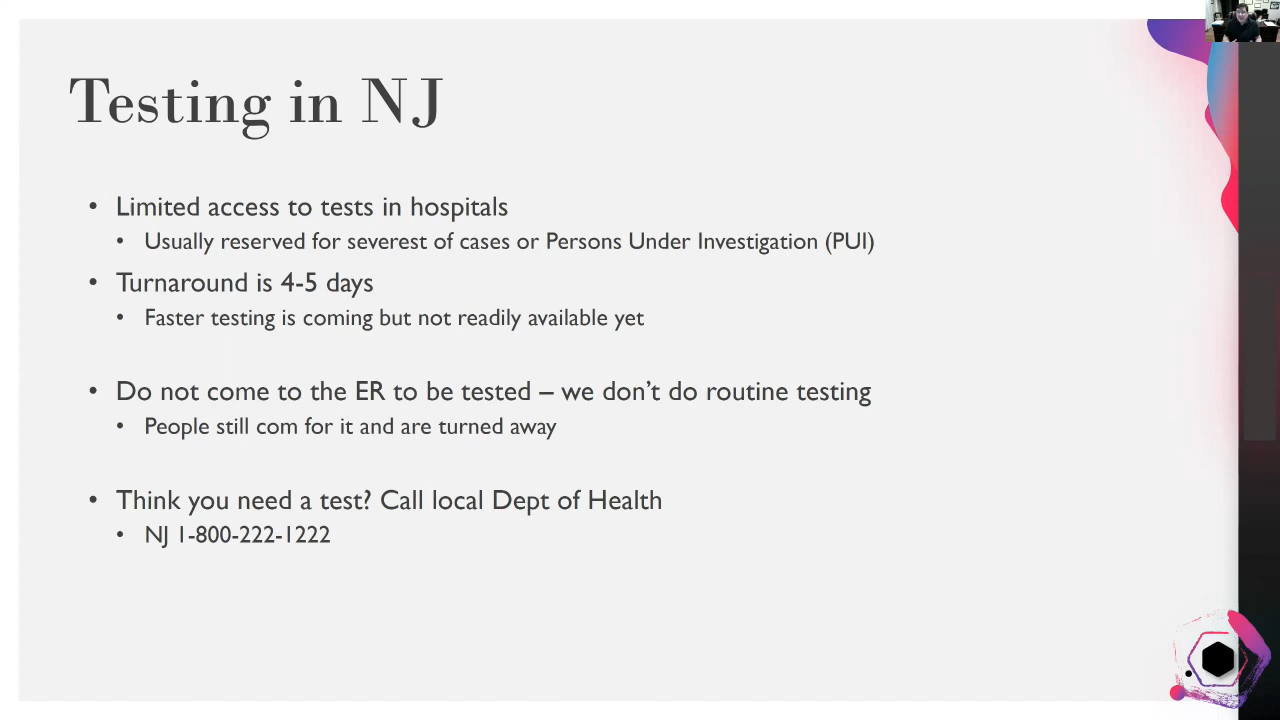 Testing in NJ
• Limited access to tests in hospitals
• Usually reserved for severest of cases or Persons Under Investigation (PUI)
• Turnaround is 4-5 days
• Faster testing is coming but not readily available yet
• Do not come to the ER to be tested – we don’t do routine testing
• People still com for it and are turned away
• Think you need a test? Call local Dept of Health
• NJ 1-800-222-1222